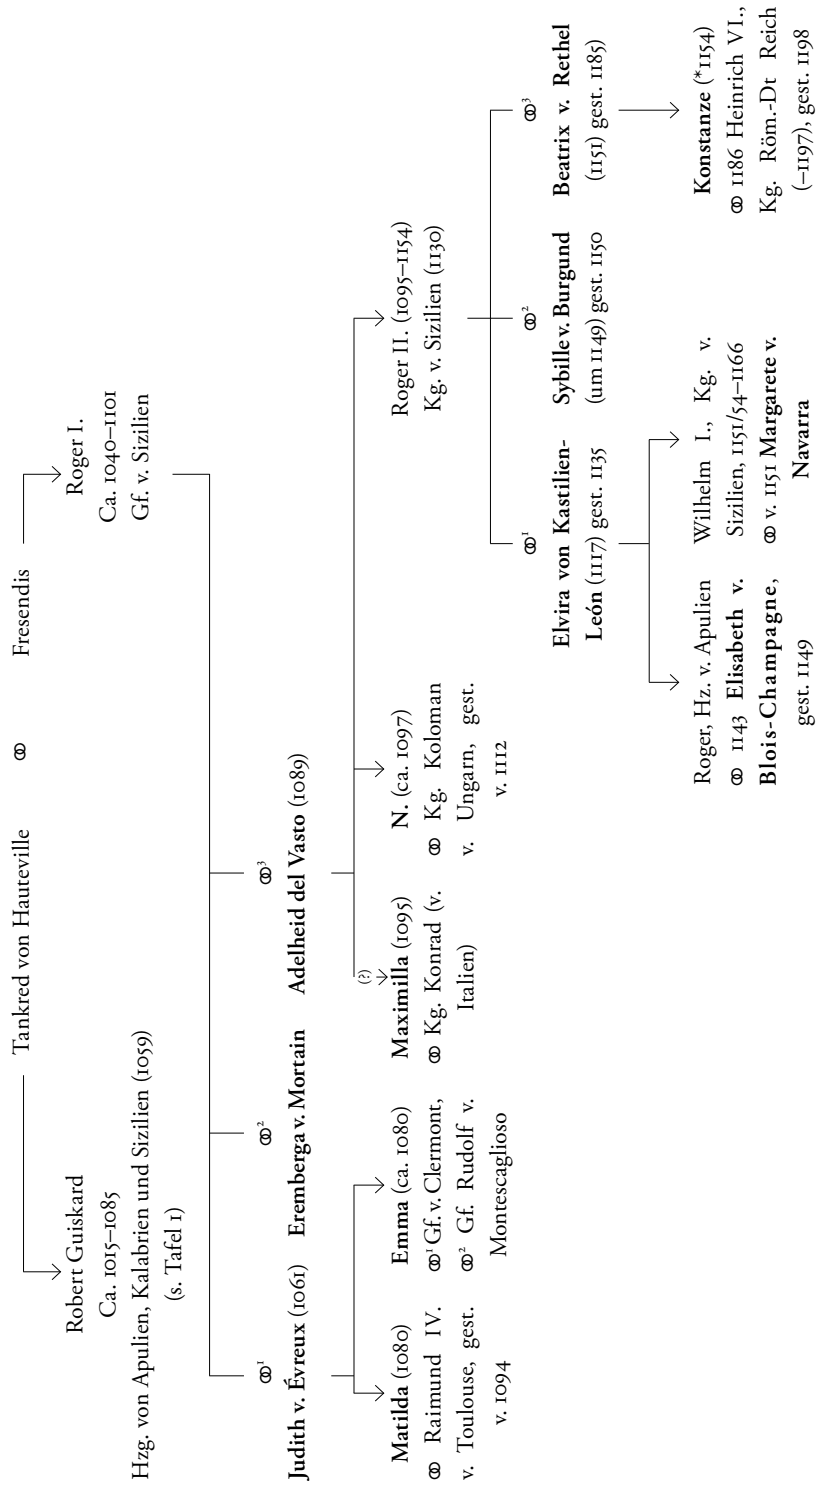 Tankred von Hauteville ⚭ Fresendis
Robert Guiskard
Ca. 1015–1085
Hzg. von Apulien, Kalabrien und Sizilien (1059)
(s. Tafel 1)
Roger I.
Ca. 1040–1101
Gf. v. Sizilien
⚭1
Judith v. Évreux (1061)
⚭2
Eremberga v. Mortain
⚭3
Adelheid del Vasto (1089)
Matilda (1080)
⚭ Raimund IV.
v. Toulouse, gest.
v. 1094
Emma (ca. 1080)
⚭1 Gf. v. Clermont,
⚭2 Gf. Rudolf v.
Montescaglioso
(?)
Maximilla (1095)
⚭ Kg. Konrad (v.
Italien)
N. (ca. 1097)
⚭ Kg. Koloman
v. Ungarn, gest.
v. 1112
Roger II. (1095–1154)
Kg. v. Sizilien (1130)
⚭1
Elvira von Kastilien-
León (1117) gest. 1135
⚭2
Sybille v. Burgund
(um 1149) gest. 1150
⚭3
Beatrix v. Rethel
(1151) gest. 1185
Roger, Hz. v. Apulien
⚭ 1143 Elisabeth v.
Blois-Champagne,
gest. 1149
Wilhelm I., Kg. v.
Sizilien, 1151/54–1166
⚭ v. 1151 Margarete v.
Navarra
Konstanze (*1154)
⚭ 1186 Heinrich VI.,
Kg. Röm.-Dt Reich
(–1197), gest. 1198